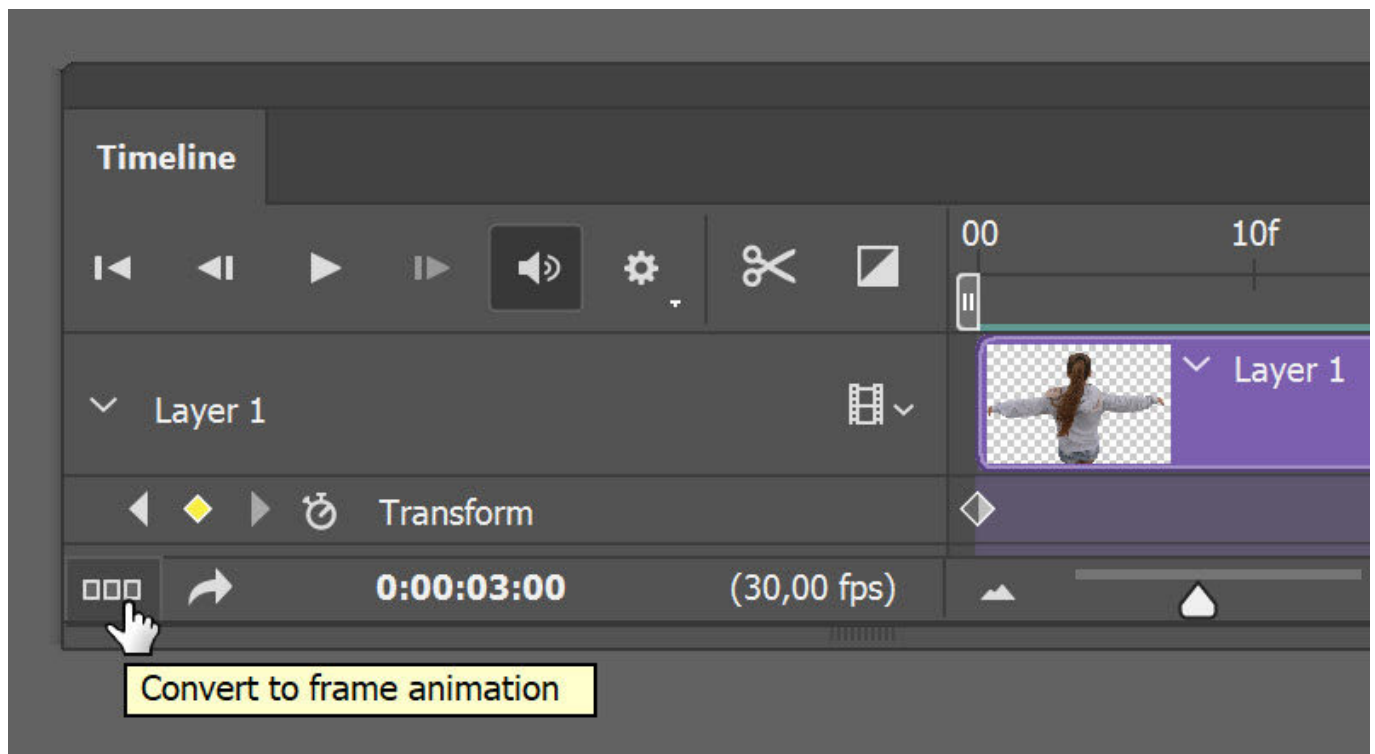 Timeline
00
10f
Layer 1
Layer 1
Transform
0:00:03:00
(30,00 fps)
Convert to frame animation